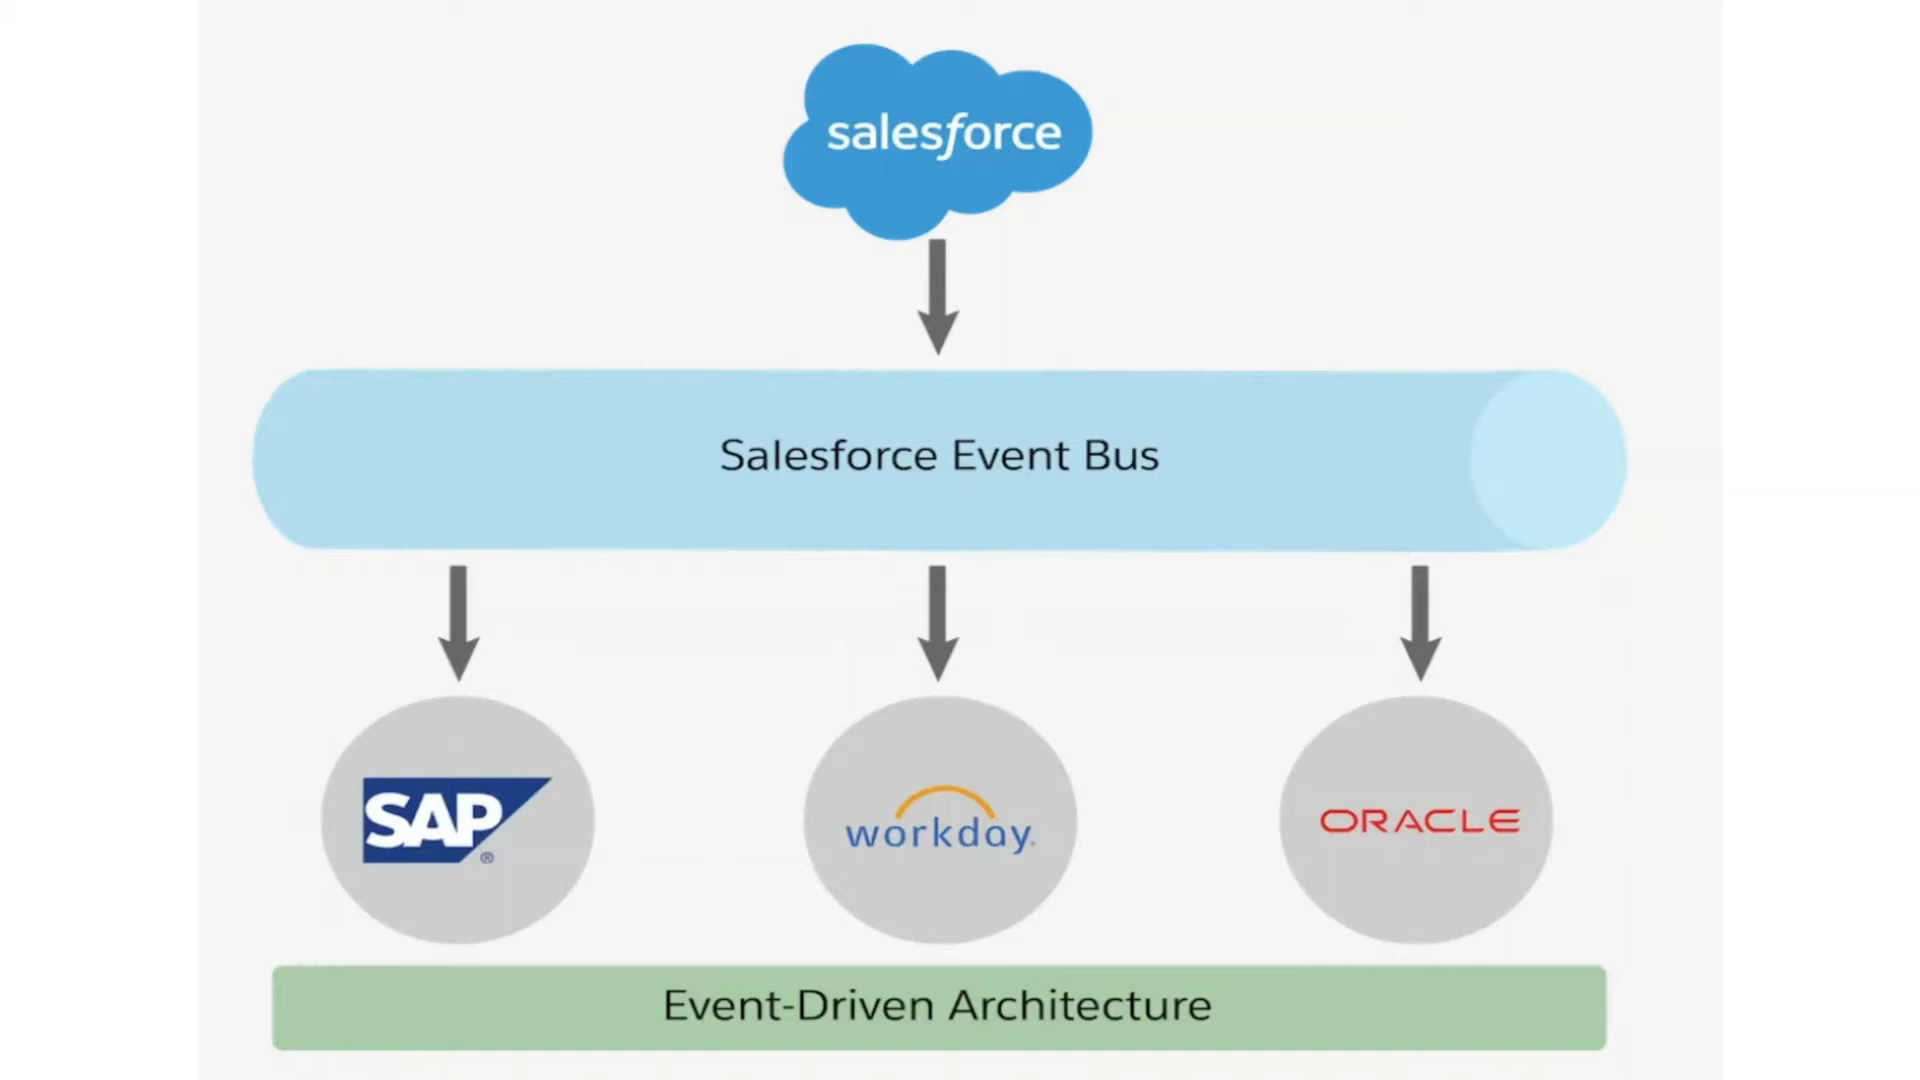 salesforce
Salesforce Event Bus
SAP ®
workday.
ORACLE
Event-Driven Architecture